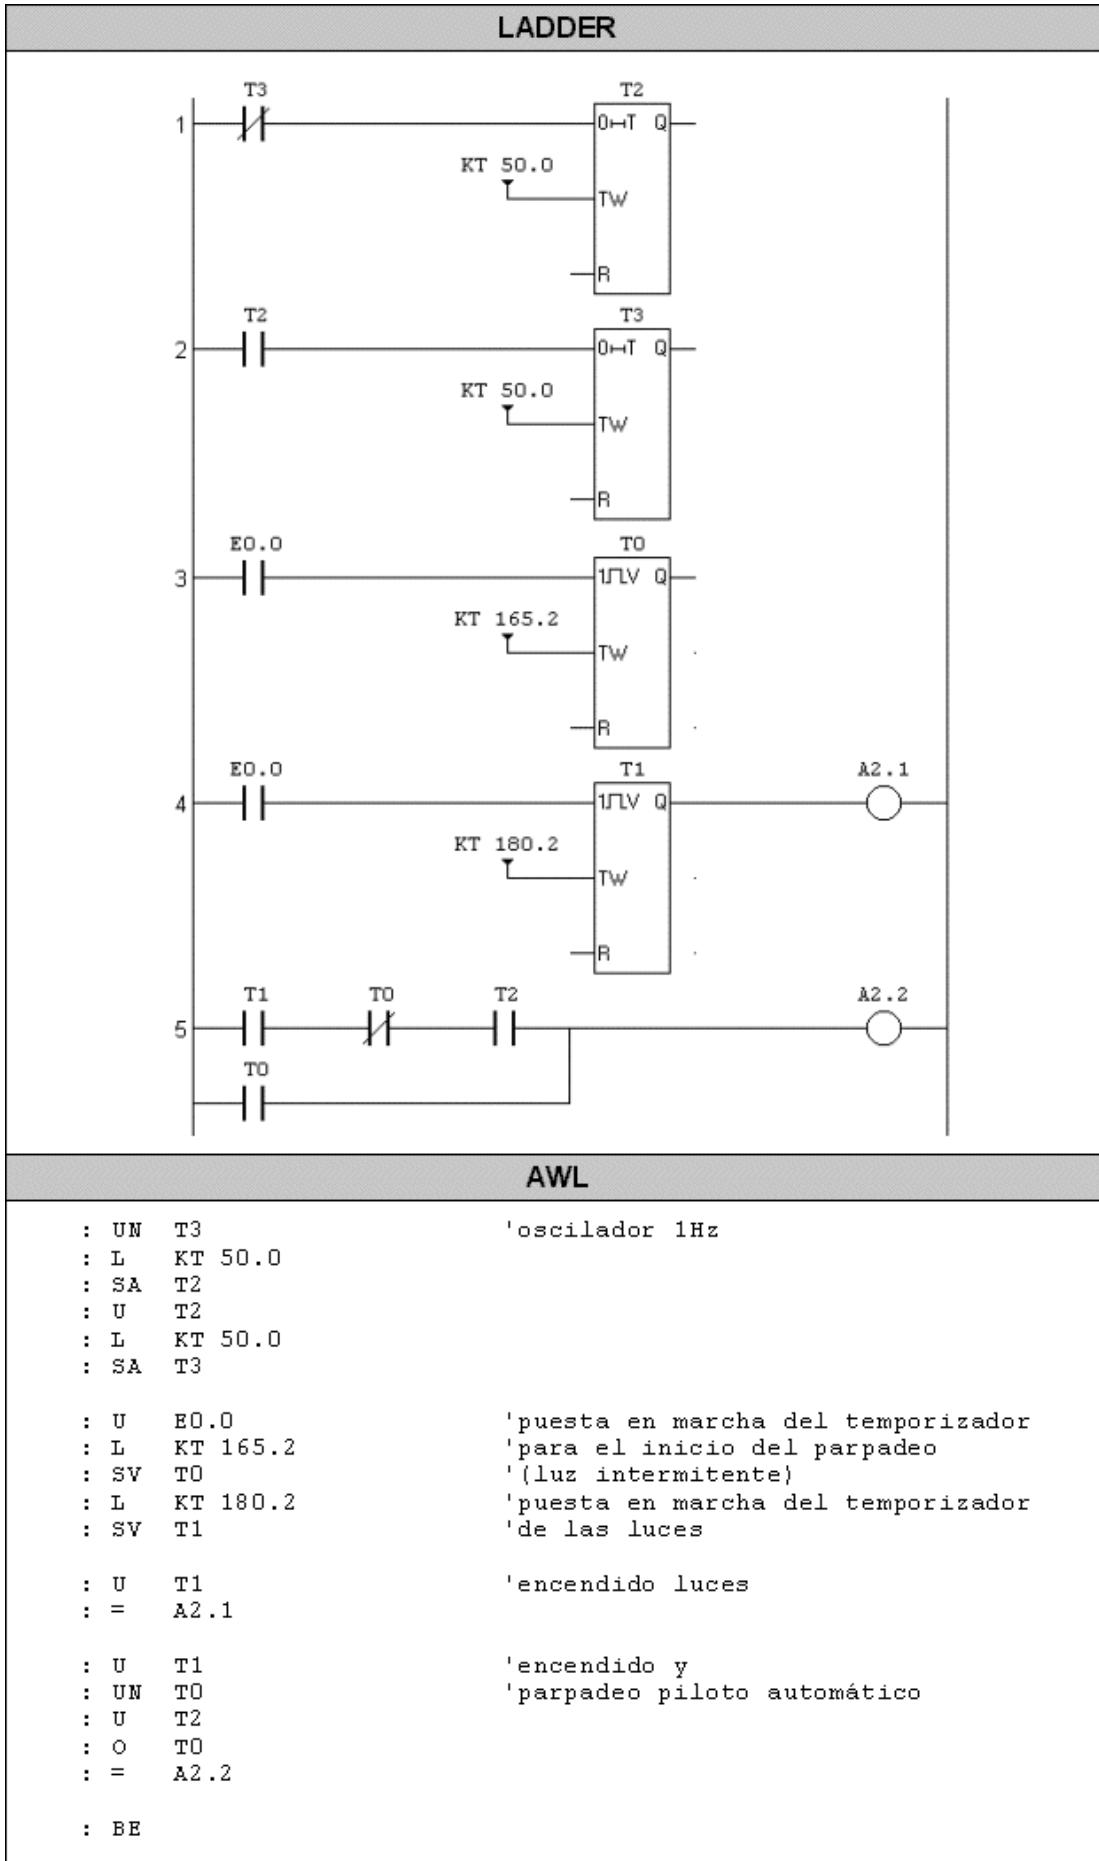 LADDER
T3 T2
1 0↦T Q
KT 50.0
TW
R
T2 T3
2 0↦T Q
KT 50.0
TW
R
E0.0 T0
3 1⎍V Q
KT 165.2
TW
R
E0.0 T1 A2.1
4 1⎍V Q
KT 180.2
TW
R
T1 T0 T2 A2.2
5
T0
AWL
: UN T3 'oscilador 1Hz
: L KT 50.0
: SA T2
: U T2
: L KT 50.0
: SA T3
: U E0.0 'puesta en marcha del temporizador
: L KT 165.2 'para el inicio del parpadeo
: SV T0 '(luz intermitente)
: L KT 180.2 'puesta en marcha del temporizador
: SV T1 'de las luces
: U T1 'encendido luces
: = A2.1
: U T1 'encendido y
: UN T0 'parpadeo piloto automático
: U T2
: O T0
: = A2.2
: BE